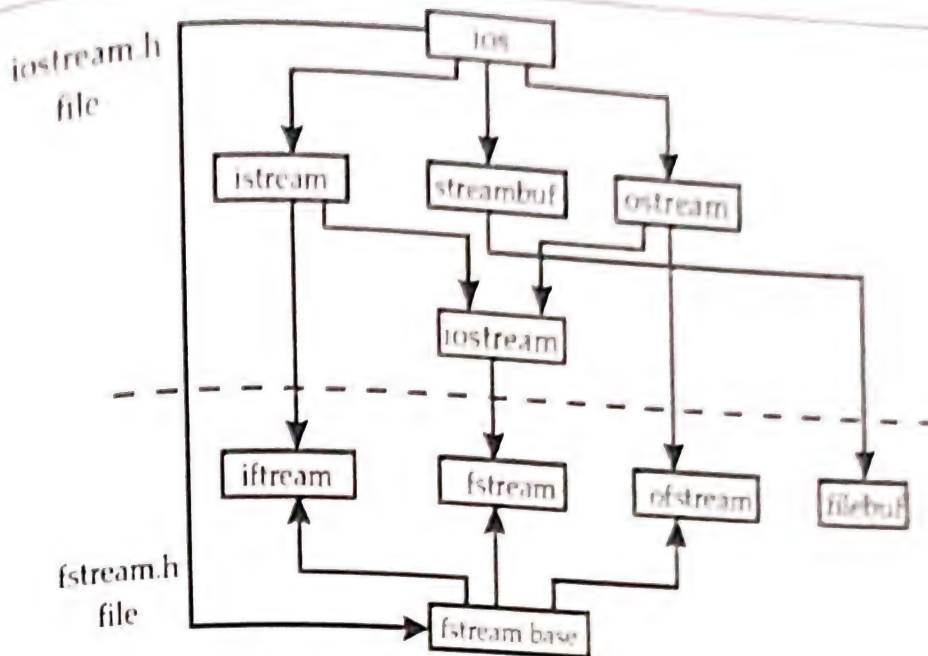 iostream.h
file
ios
istream
streambuf
ostream
iostream
iftream
fstream
ofstream
filebuf
fstream.h
file
fstream base